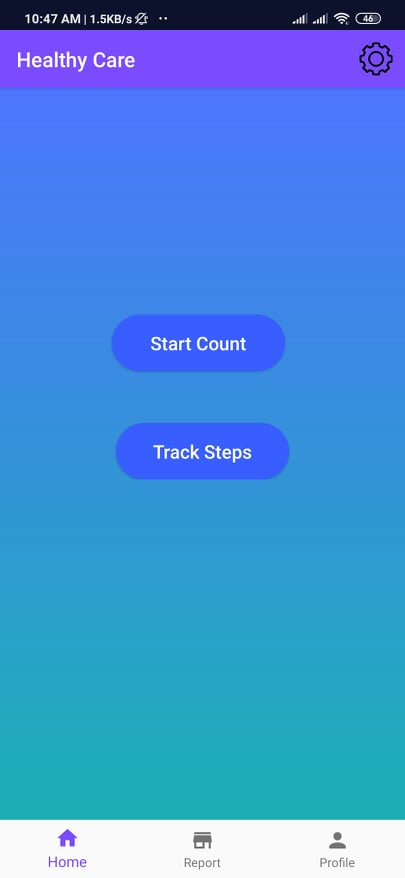 10:47 AM | 1.5KB/s
46
Healthy Care
Start Count
Track Steps
Home
Report
Profile